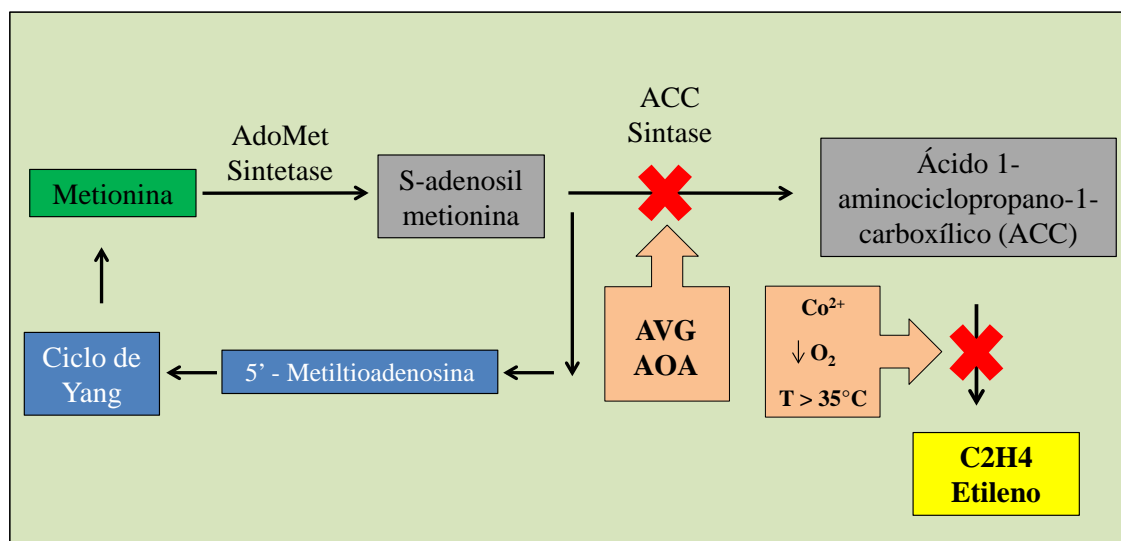 Metionina
AdoMet
Sintetase
S-adenosil
metionina
ACC
Sintase
Ácido 1-
aminociclopropano-1-
carboxílico (ACC)
Ciclo de
Yang
5’ - Metiltioadenosina
AVG
AOA
Co²⁺
↓ O₂
T > 35°C
C2H4
Etileno